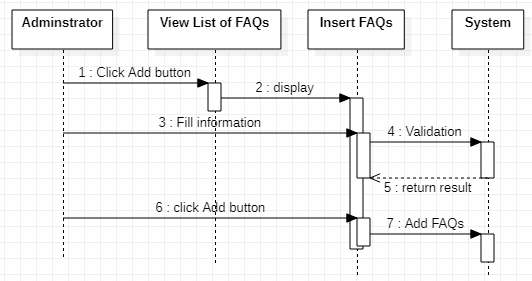 Adminstrator
View List of FAQs
Insert FAQs
System
1 : Click Add button
2 : display
3 : Fill information
4 : Validation
5 : return result
6 : click Add button
7 : Add FAQs